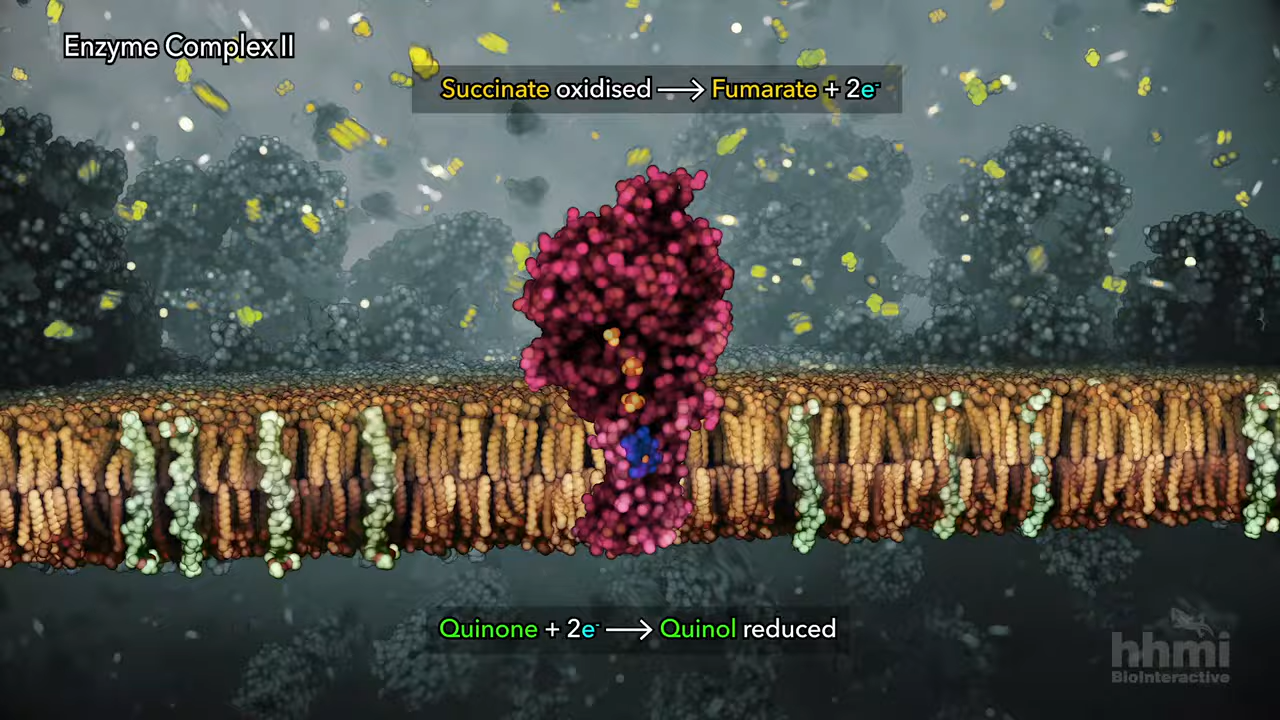 Enzyme Complex II
Succinate oxidised → Fumarate + 2e⁻
Quinone + 2e⁻ → Quinol reduced
hhmi
BioInteractive